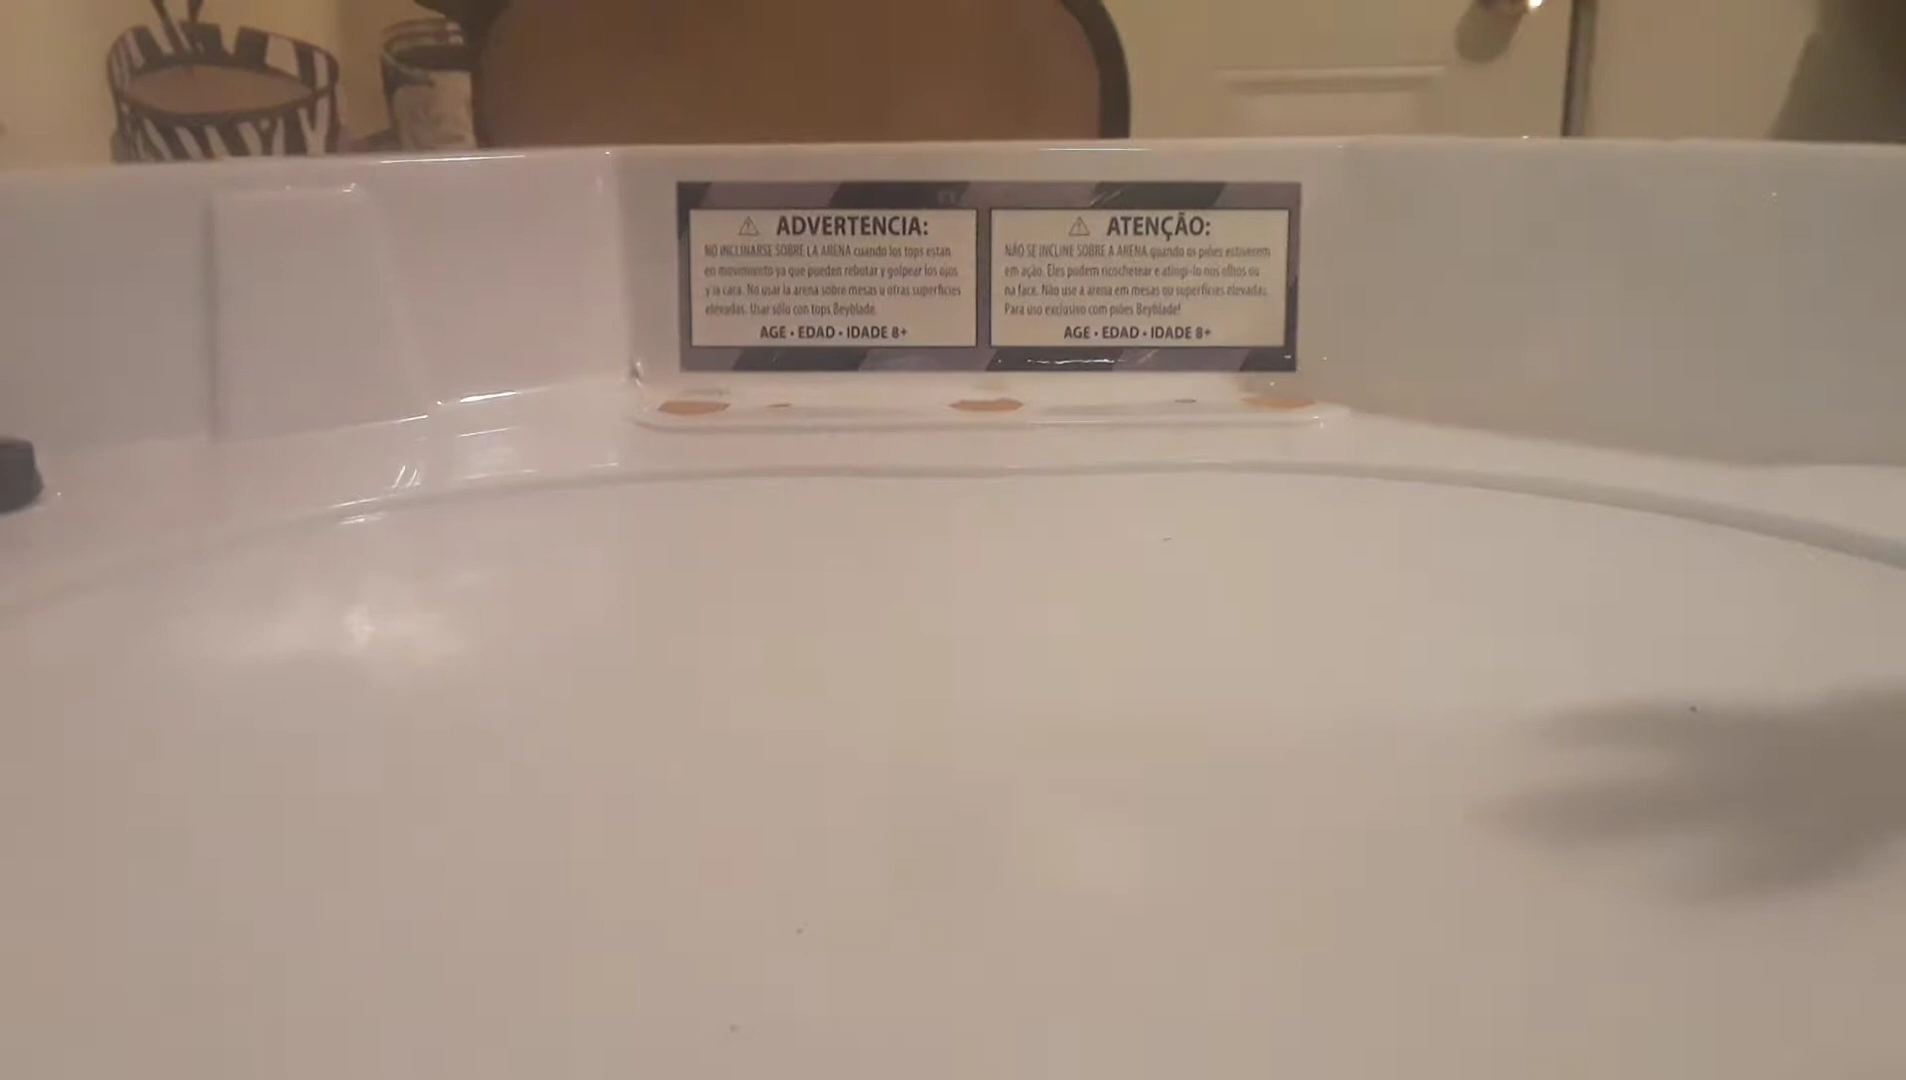 ADVERTENCIA:
NO INCLINARSE SOBRE LA ARENA cuando los tops estan
en movimiento ya que pueden rebotar y golpear los ojos
y la cara. No usar la arena sobre mesas u otras superficies
elevadas. Usar sólo con tops Beyblade.
AGE • EDAD • IDADE 8+
ATENÇÃO:
NÃO SE INCLINE SOBRE A ARENA quando os piões estiverem
em ação. Eles podem ricochetear e atingi-lo nos olhos ou
na face. Não use a arena em mesas ou superfícies elevadas.
Para uso exclusivo com piões Beyblade!
AGE • EDAD • IDADE 8+